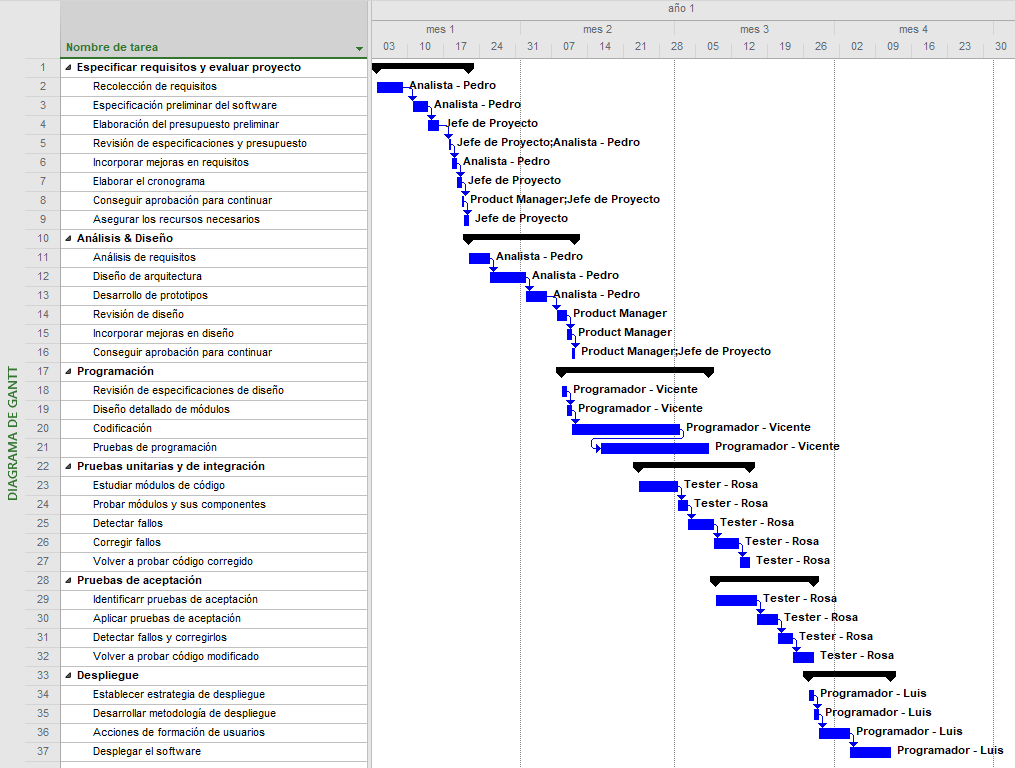 año 1
mes 1 mes 2 mes 3 mes 4
Nombre de tarea 03 10 17 24 31 07 14 21 28 05 12 19 26 02 09 16 23 30
1 Especificar requisitos y evaluar proyecto
2 Recolección de requisitos Analista - Pedro
3 Especificación preliminar del software Analista - Pedro
4 Elaboración del presupuesto preliminar Jefe de Proyecto
5 Revisión de especificaciones y presupuesto Jefe de Proyecto;Analista - Pedro
6 Incorporar mejoras en requisitos Analista - Pedro
7 Elaborar el cronograma Jefe de Proyecto
8 Conseguir aprobación para continuar Product Manager;Jefe de Proyecto
9 Asegurar los recursos necesarios Jefe de Proyecto
10 Análisis & Diseño
11 Análisis de requisitos Analista - Pedro
12 Diseño de arquitectura Analista - Pedro
13 Desarrollo de prototipos Analista - Pedro
14 Revisión de diseño Product Manager
15 Incorporar mejoras en diseño Product Manager
16 Conseguir aprobación para continuar Product Manager;Jefe de Proyecto
17 Programación
18 Revisión de especificaciones de diseño Programador - Vicente
19 Diseño detallado de módulos Programador - Vicente
20 Codificación Programador - Vicente
21 Pruebas de programación Programador - Vicente
22 Pruebas unitarias y de integración
23 Estudiar módulos de código Tester - Rosa
24 Probar módulos y sus componentes Tester - Rosa
25 Detectar fallos Tester - Rosa
26 Corregir fallos Tester - Rosa
27 Volver a probar código corregido Tester - Rosa
28 Pruebas de aceptación
29 Identificarr pruebas de aceptación Tester - Rosa
30 Aplicar pruebas de aceptación Tester - Rosa
31 Detectar fallos y corregirlos Tester - Rosa
32 Volver a probar código modificado Tester - Rosa
33 Despliegue
34 Establecer estrategia de despliegue Programador - Luis
35 Desarrollar metodología de despliegue Programador - Luis
36 Acciones de formación de usuarios Programador - Luis
37 Desplegar el software Programador - Luis
DIAGRAMA DE GANTT